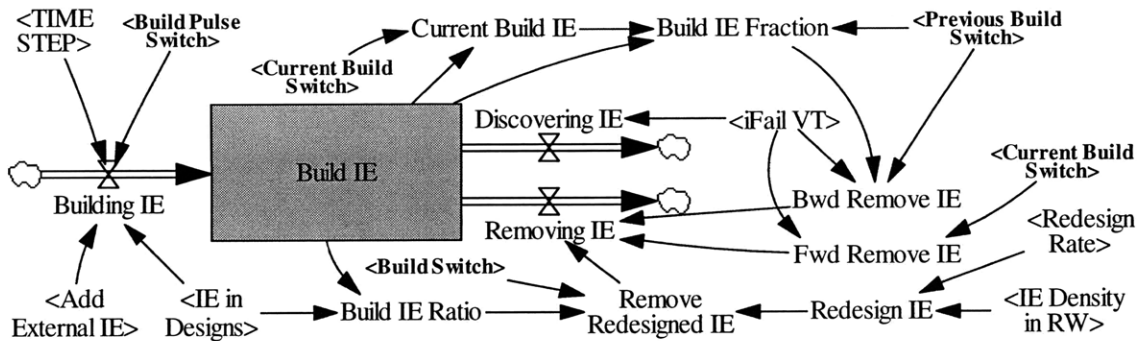 <TIME
STEP>
<Build Pulse
Switch>
Current Build IE
Build IE Fraction
<Previous Build
Switch>
<Current Build
Switch>
Discovering IE
<iFail VT>
Build IE
<Current Build
Switch>
Building IE
Removing IE
Bwd Remove IE
Fwd Remove IE
<Redesign
Rate>
<Build Switch>
<Add
External IE>
<IE in
Designs>
Build IE Ratio
Remove
Redesigned IE
Redesign IE
<IE Density
in RW>